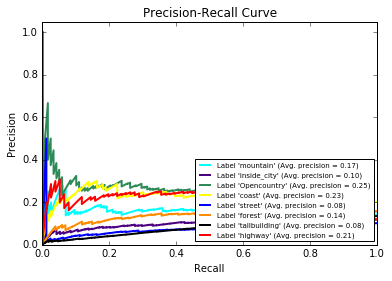 Precision-Recall Curve
1.0
0.8
0.6
0.4
0.2
0.0
Precision
Label 'mountain' (Avg. precision = 0.17)
Label 'inside_city' (Avg. precision = 0.10)
Label 'Opencountry' (Avg. precision = 0.25)
Label 'coast' (Avg. precision = 0.23)
Label 'street' (Avg. precision = 0.08)
Label 'forest' (Avg. precision = 0.14)
Label 'tallbuilding' (Avg. precision = 0.08)
Label 'highway' (Avg. precision = 0.21)
0.0 0.2 0.4 0.6 0.8 1.0
Recall